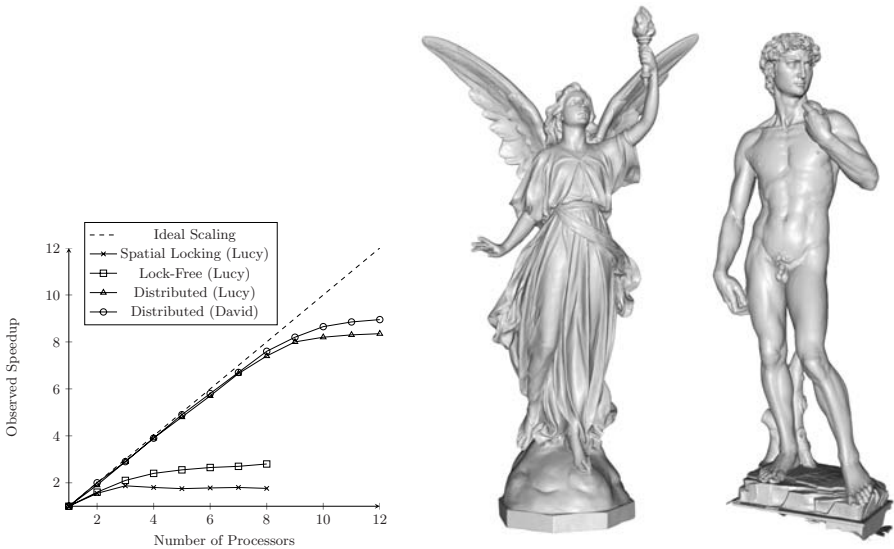 Ideal Scaling
Spatial Locking (Lucy)
Lock-Free (Lucy)
Distributed (Lucy)
Distributed (David)
12
10
8
6
4
2
Observed Speedup
2
4
6
8
10
12
Number of Processors